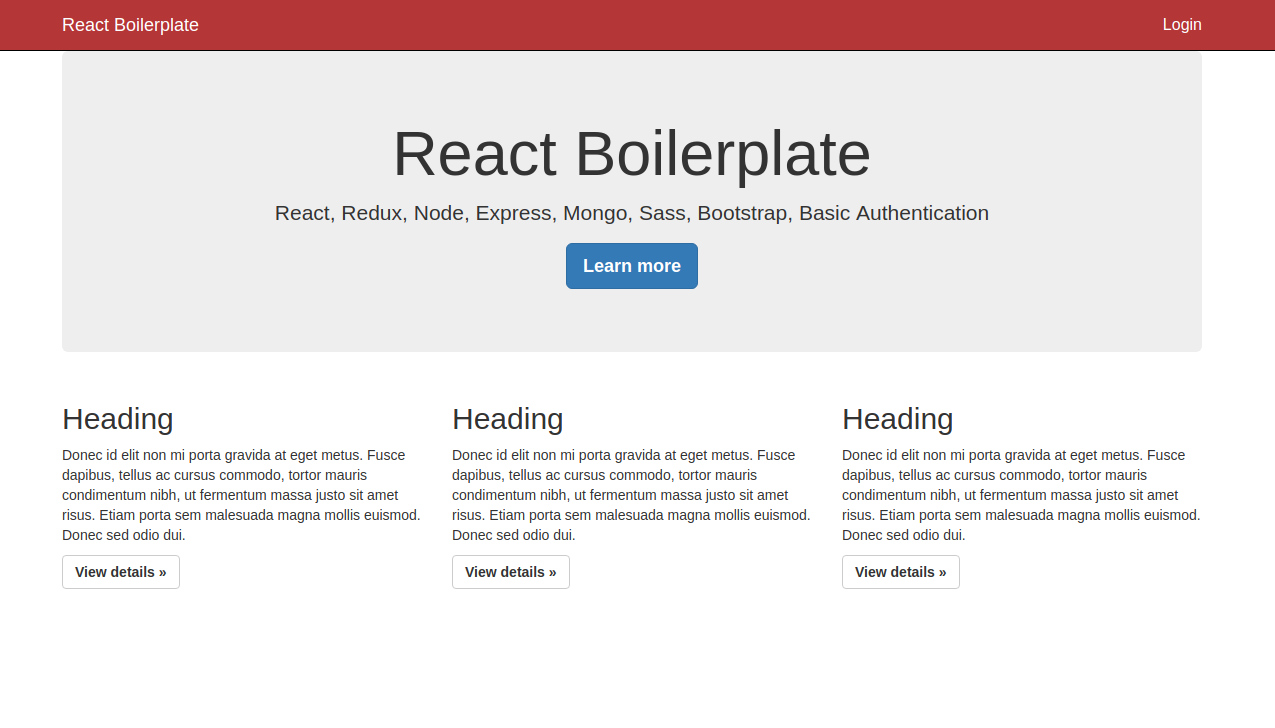 React Boilerplate
Login
React Boilerplate
React, Redux, Node, Express, Mongo, Sass, Bootstrap, Basic Authentication
Learn more
Heading
Donec id elit non mi porta gravida at eget metus. Fusce
dapibus, tellus ac cursus commodo, tortor mauris
condimentum nibh, ut fermentum massa justo sit amet
risus. Etiam porta sem malesuada magna mollis euismod.
Donec sed odio dui.
View details »
Heading
Donec id elit non mi porta gravida at eget metus. Fusce
dapibus, tellus ac cursus commodo, tortor mauris
condimentum nibh, ut fermentum massa justo sit amet
risus. Etiam porta sem malesuada magna mollis euismod.
Donec sed odio dui.
View details »
Heading
Donec id elit non mi porta gravida at eget metus. Fusce
dapibus, tellus ac cursus commodo, tortor mauris
condimentum nibh, ut fermentum massa justo sit amet
risus. Etiam porta sem malesuada magna mollis euismod.
Donec sed odio dui.
View details »